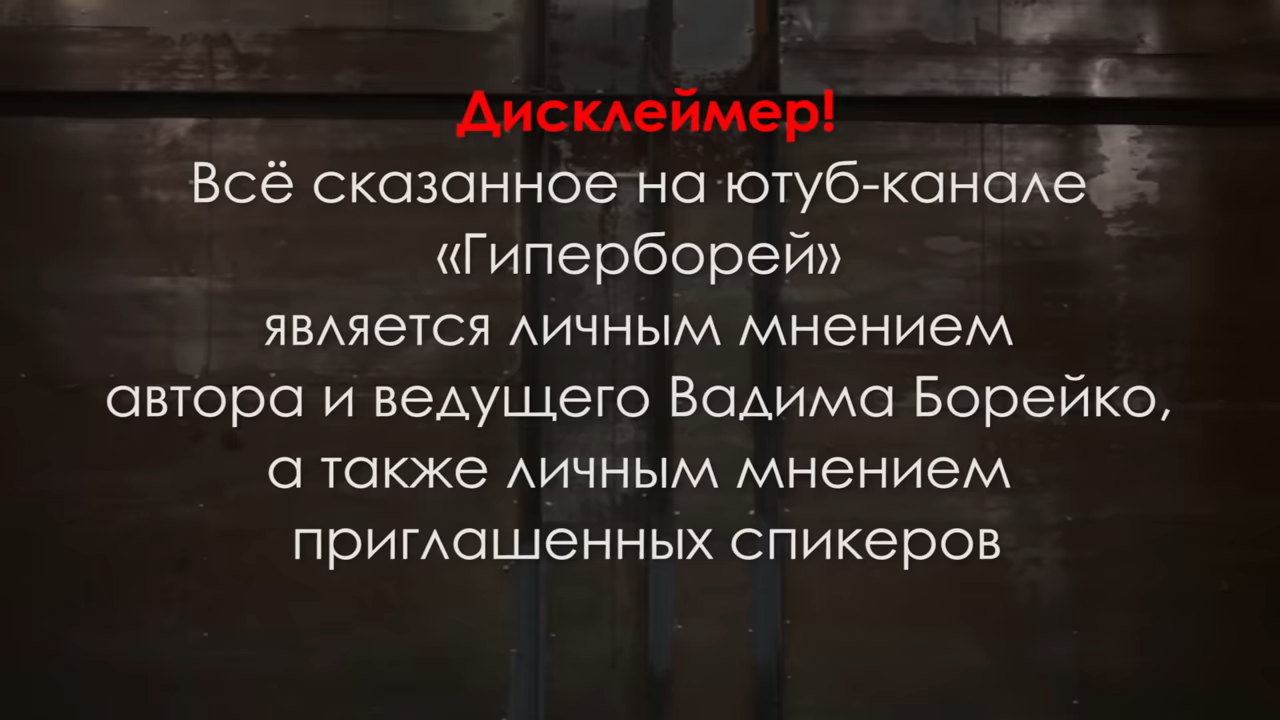 Дисклеймер!
Всё сказанное на ютуб-канале
«Гиперборей»
является личным мнением
автора и ведущего Вадима Борейко,
а также личным мнением
приглашенных спикеров